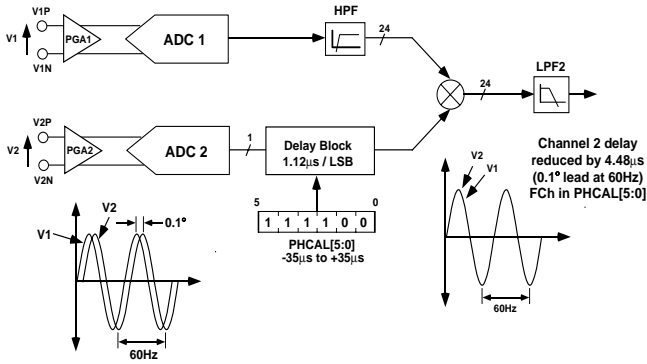 HPF
V1P
V1
PGA1
ADC 1
24
V1N
LPF2
24
V2P
V2
PGA2
ADC 2
1
Delay Block
1.12µs / LSB
V2N
Channel 2 delay
reduced by 4.48µs
(0.1° lead at 60Hz)
FCh in PHCAL[5:0]
V2
V1
5
0
1 1 1 1 0 0
PHCAL[5:0]
-35µs to +35µs
V2
0.1°
V1
60Hz
60Hz